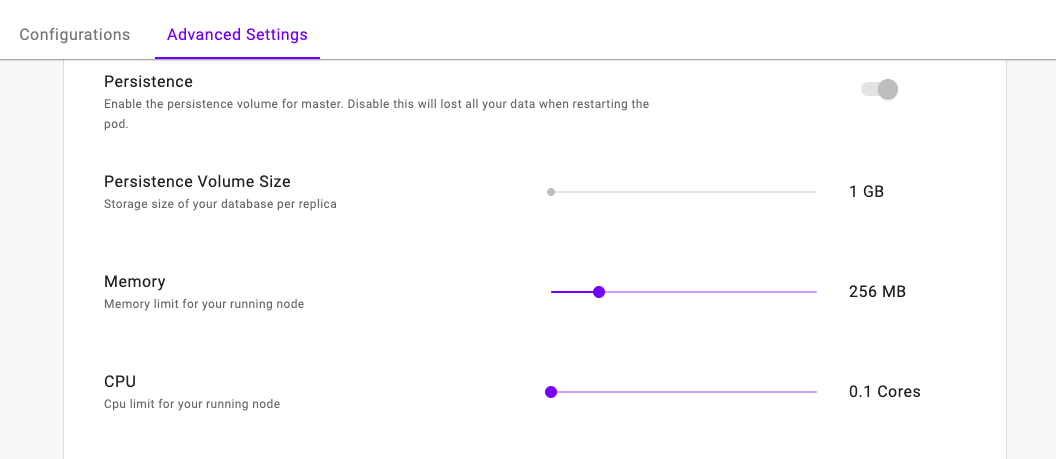 Configurations
Advanced Settings
Persistence
Enable the persistence volume for master. Disable this will lost all your data when restarting the
pod.
Persistence Volume Size
Storage size of your database per replica
1 GB
Memory
Memory limit for your running node
256 MB
CPU
Cpu limit for your running node
0.1 Cores